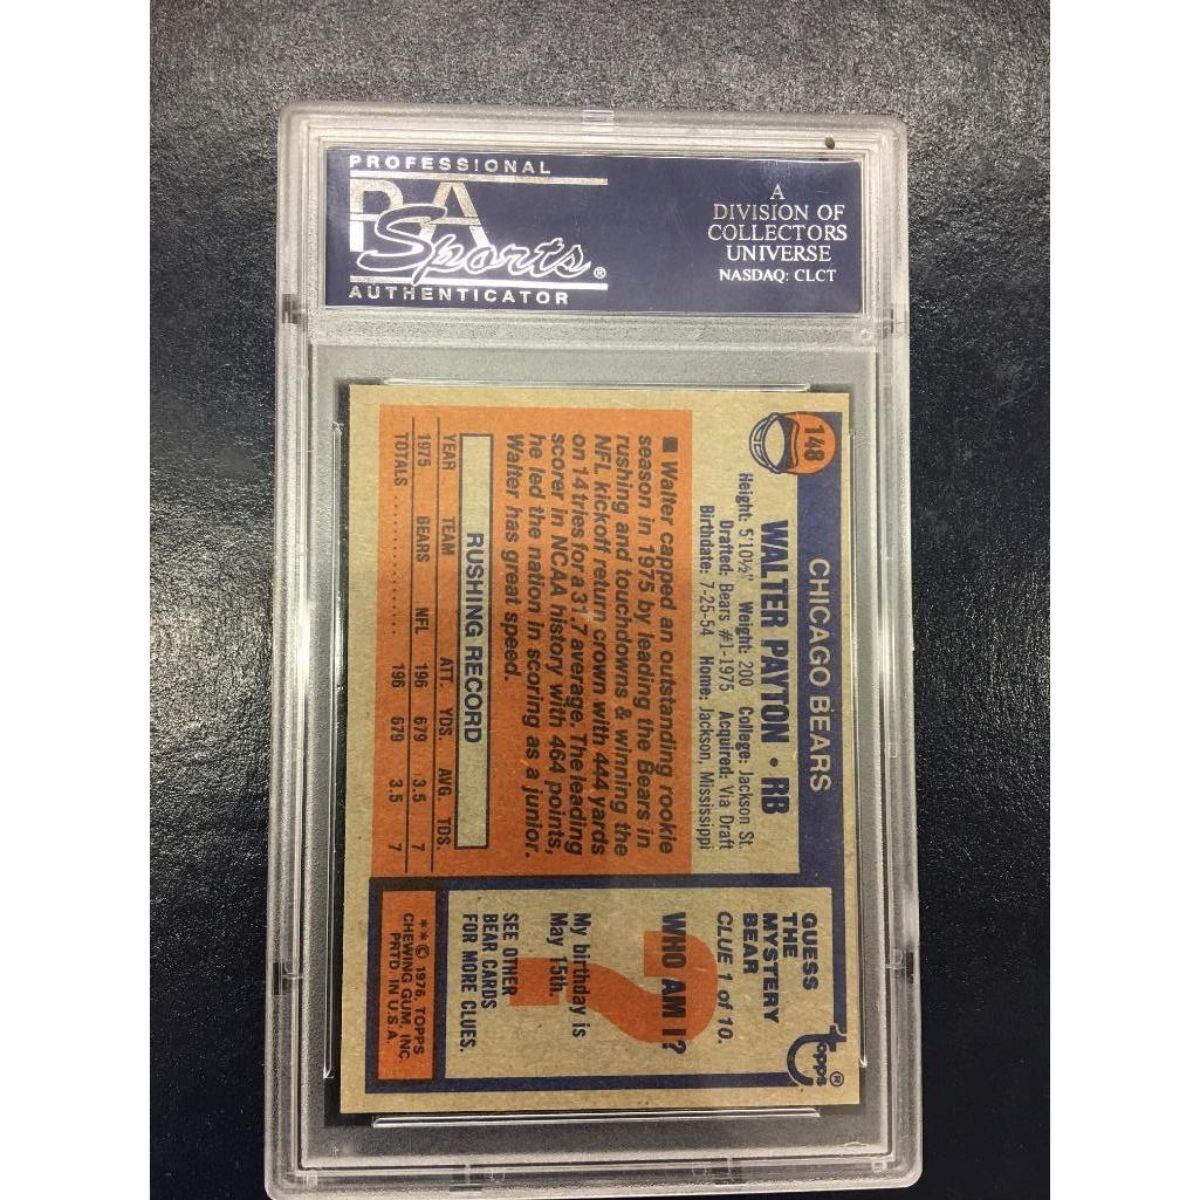 PROFESSIONAL
PSA
Sports®
AUTHENTICATOR
A
DIVISION OF
COLLECTORS
UNIVERSE
NASDAQ: CLCT
148
CHICAGO BEARS
WALTER PAYTON • RB
Height: 5'10½" Weight: 200 College: Jackson St.
Drafted: Bears #1-1975 Acquired: Via Draft
Birthdate: 7-25-54 Home: Jackson, Mississippi
■ Walter capped an outstanding rookie
season in 1975 by leading the Bears in
rushing and touchdowns & winning the
NFL kickoff return crown with 444 yards
on 14 tries for a 31.7 average. The leading
scorer in NCAA history with 464 points,
he led the nation in scoring as a junior.
Walter has great speed.
RUSHING RECORD
YEAR TEAM ATT. YDS. AVG. TDS.
1975 BEARS NFL 196 679 3.5 7
TOTALS .................. 196 679 3.5 7
GUESS
THE
MYSTERY
BEAR
CLUE 1 of 10.
?
WHO AM I?
My birthday is
May 15th.
SEE OTHER
BEAR CARDS
FOR MORE CLUES.
topps®
**© 1976, TOPPS
CHEWING GUM, INC.
PRTD IN U.S.A.